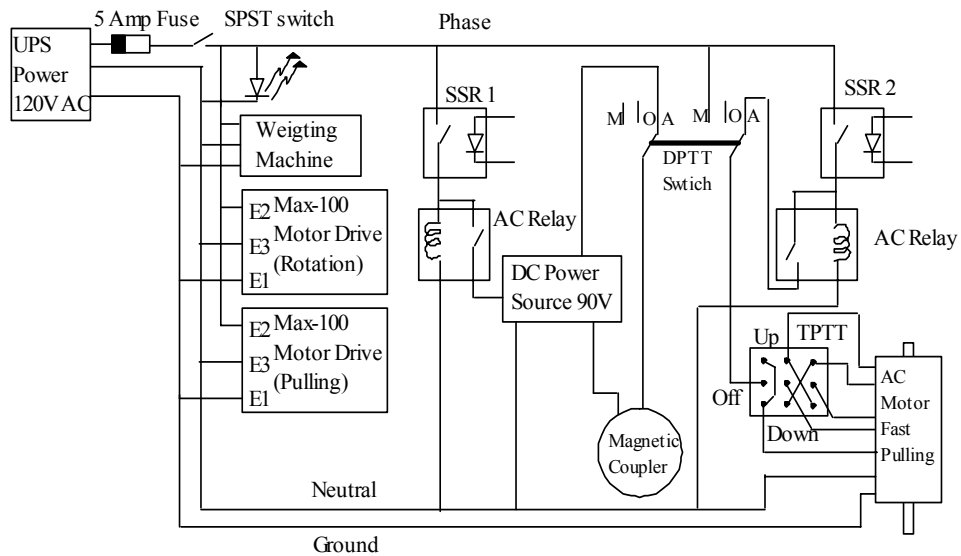 5 Amp Fuse
SPST switch
Phase
UPS
Power
120V AC
SSR 1
SSR 2
M O A
M O A
Weigting
Machine
DPTT
Swtich
E2 Max-100
E3 Motor Drive
(Rotation)
E1
AC Relay
AC Relay
DC Power
Source 90V
E2 Max-100
E3 Motor Drive
(Pulling)
E1
Up
TPTT
Off
Down
AC
Motor
Fast
Pulling
Magnetic
Coupler
Neutral
Ground